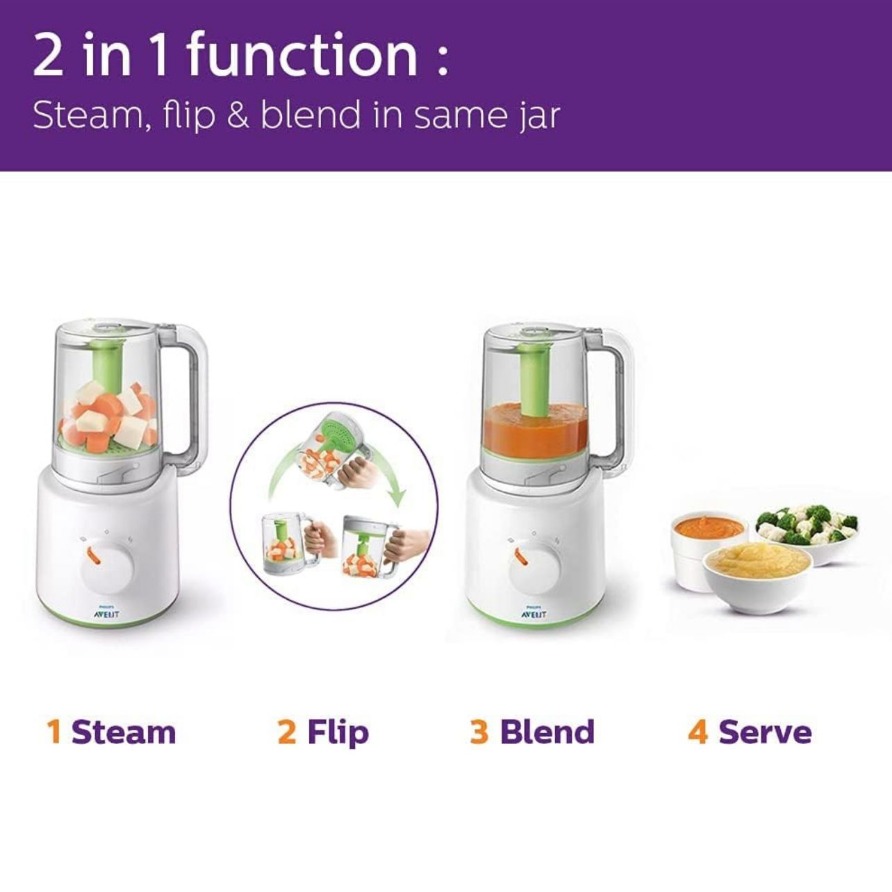 2 in 1 function :
Steam, flip & blend in same jar
PHILIPS
AVENT
PHILIPS
AVENT
1 Steam
2 Flip
3 Blend
4 Serve